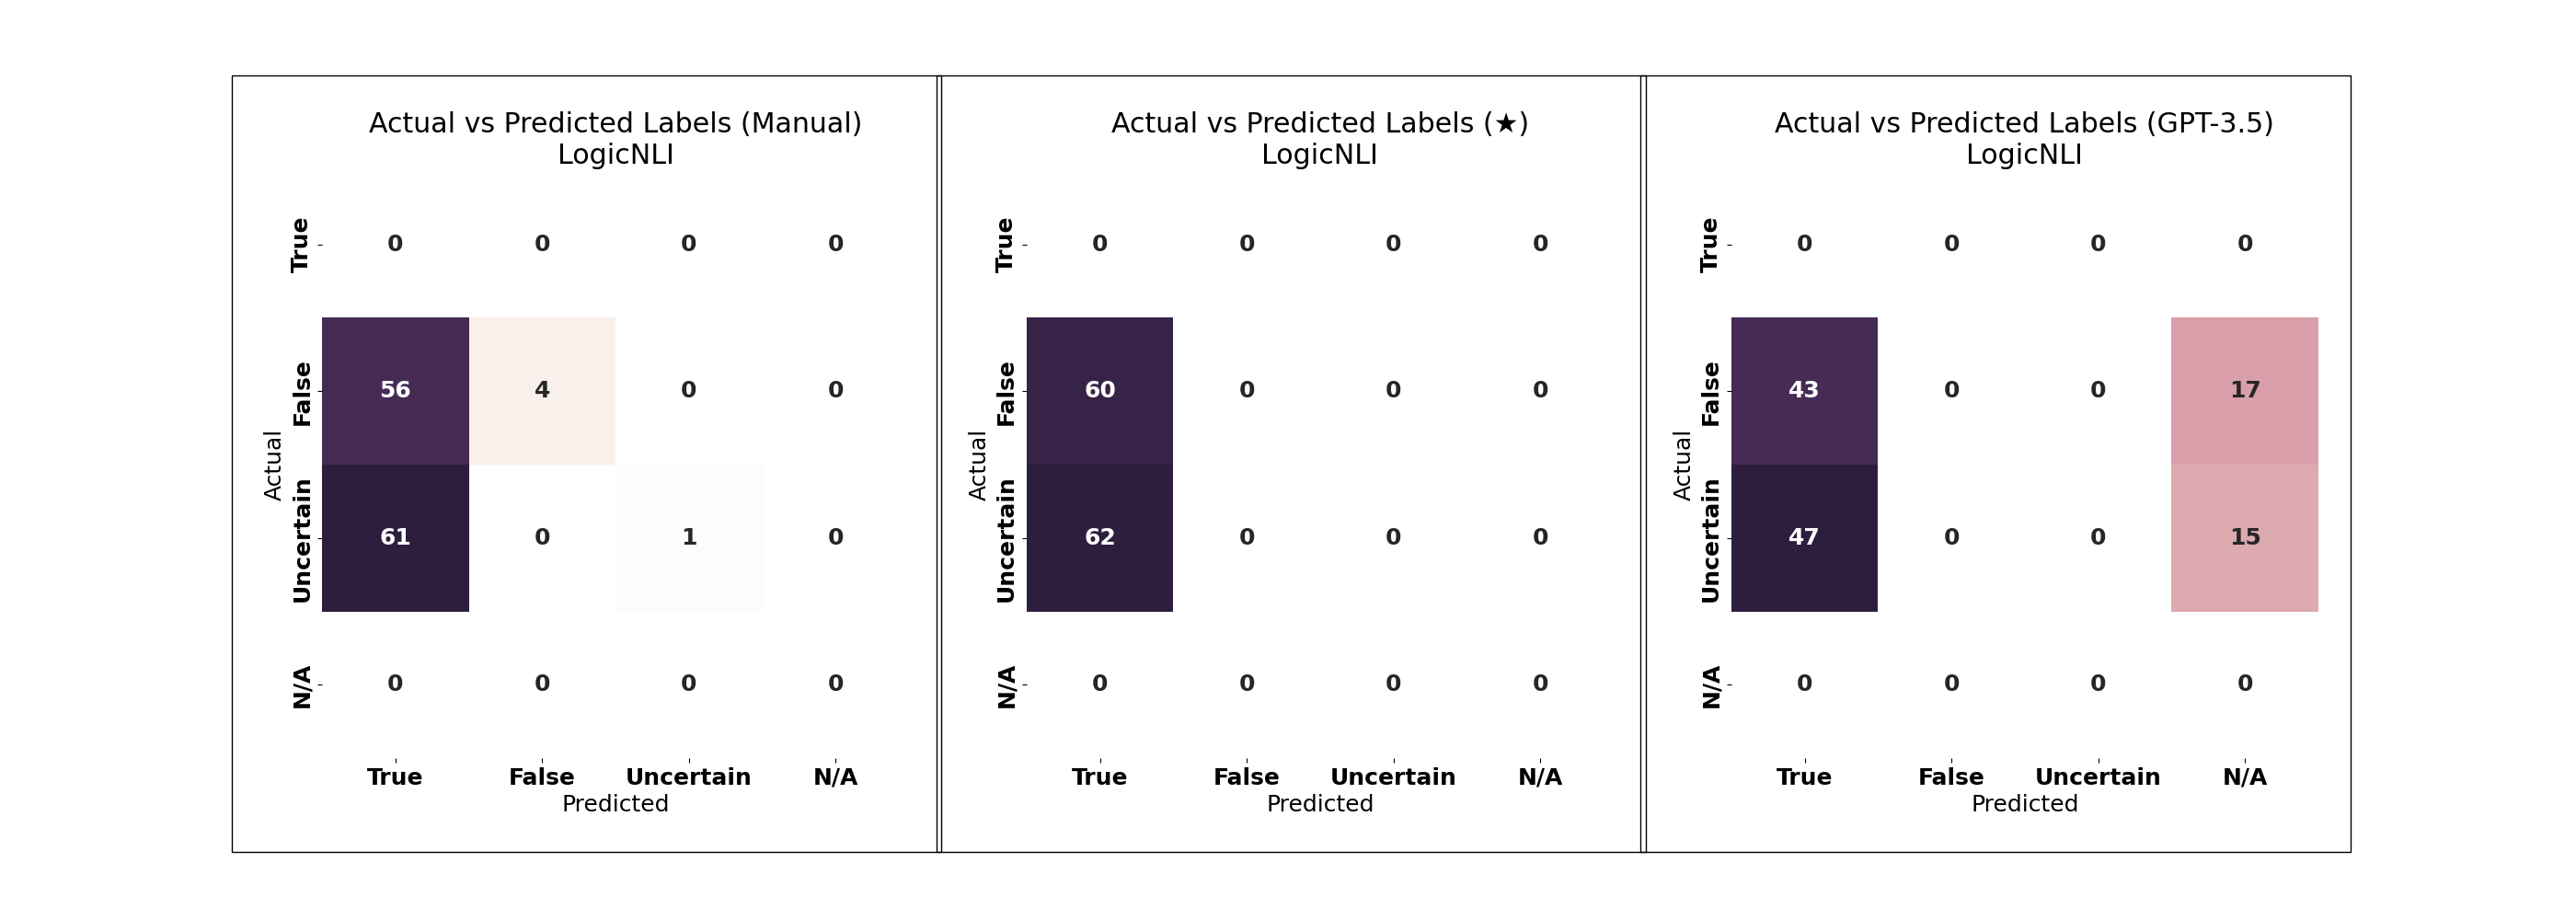 Actual vs Predicted Labels (Manual)
LogicNLI
Actual
True
0 0 0 0
False
56 4 0 0
Uncertain
61 0 1 0
N/A
0 0 0 0
True False Uncertain N/A
Predicted
Actual vs Predicted Labels (★)
LogicNLI
Actual
True
0 0 0 0
False
60 0 0 0
Uncertain
62 0 0 0
N/A
0 0 0 0
True False Uncertain N/A
Predicted
Actual vs Predicted Labels (GPT-3.5)
LogicNLI
Actual
True
0 0 0 0
False
43 0 0 17
Uncertain
47 0 0 15
N/A
0 0 0 0
True False Uncertain N/A
Predicted